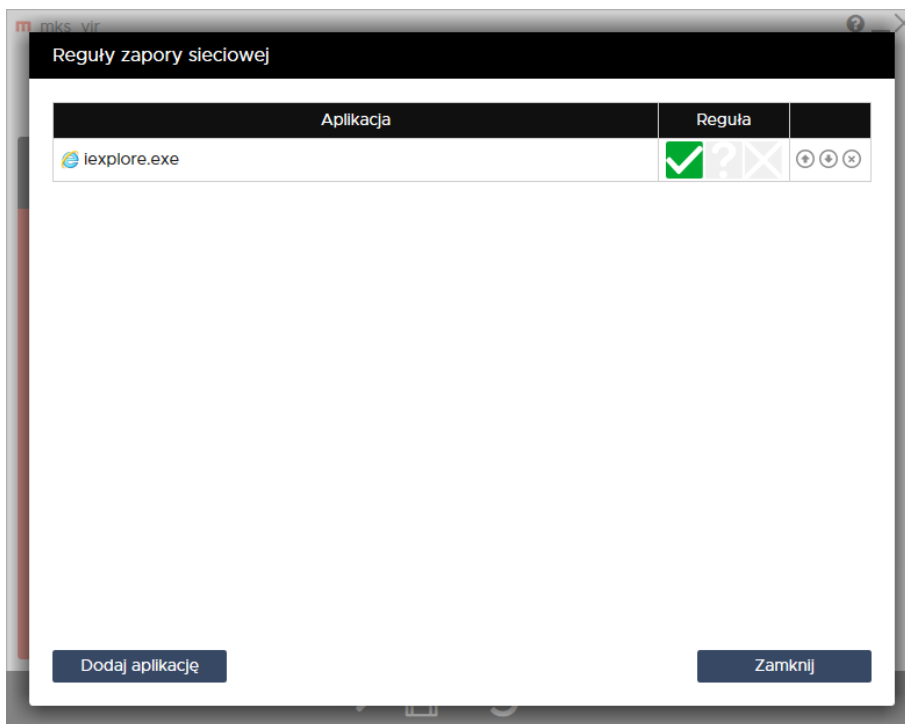 mks_vir
Reguły zapory sieciowej
Aplikacja Reguła
iexplore.exe
Dodaj aplikację Zamknij